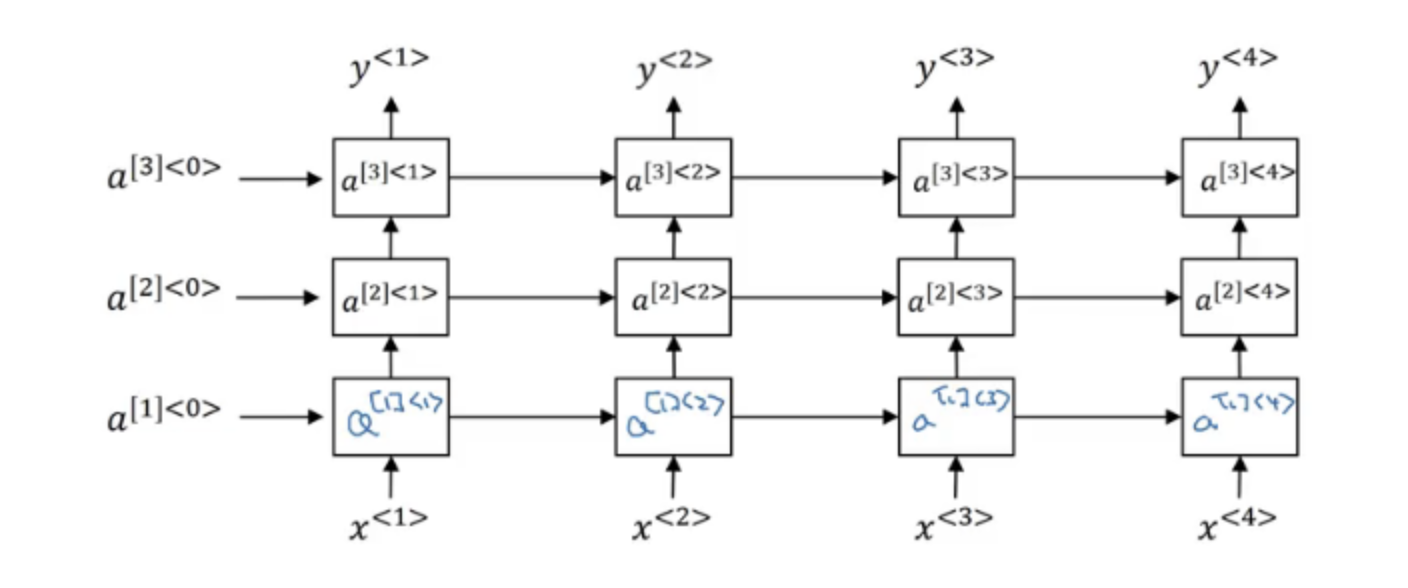 y<1> y<2> y<3> y<4>
a[3]<0> a[3]<1> a[3]<2> a[3]<3> a[3]<4>
a[2]<0> a[2]<1> a[2]<2> a[2]<3> a[2]<4>
a[1]<0> a[1]<1> a[1]<2> a[1]<3> a[1]<4>
x<1> x<2> x<3> x<4>